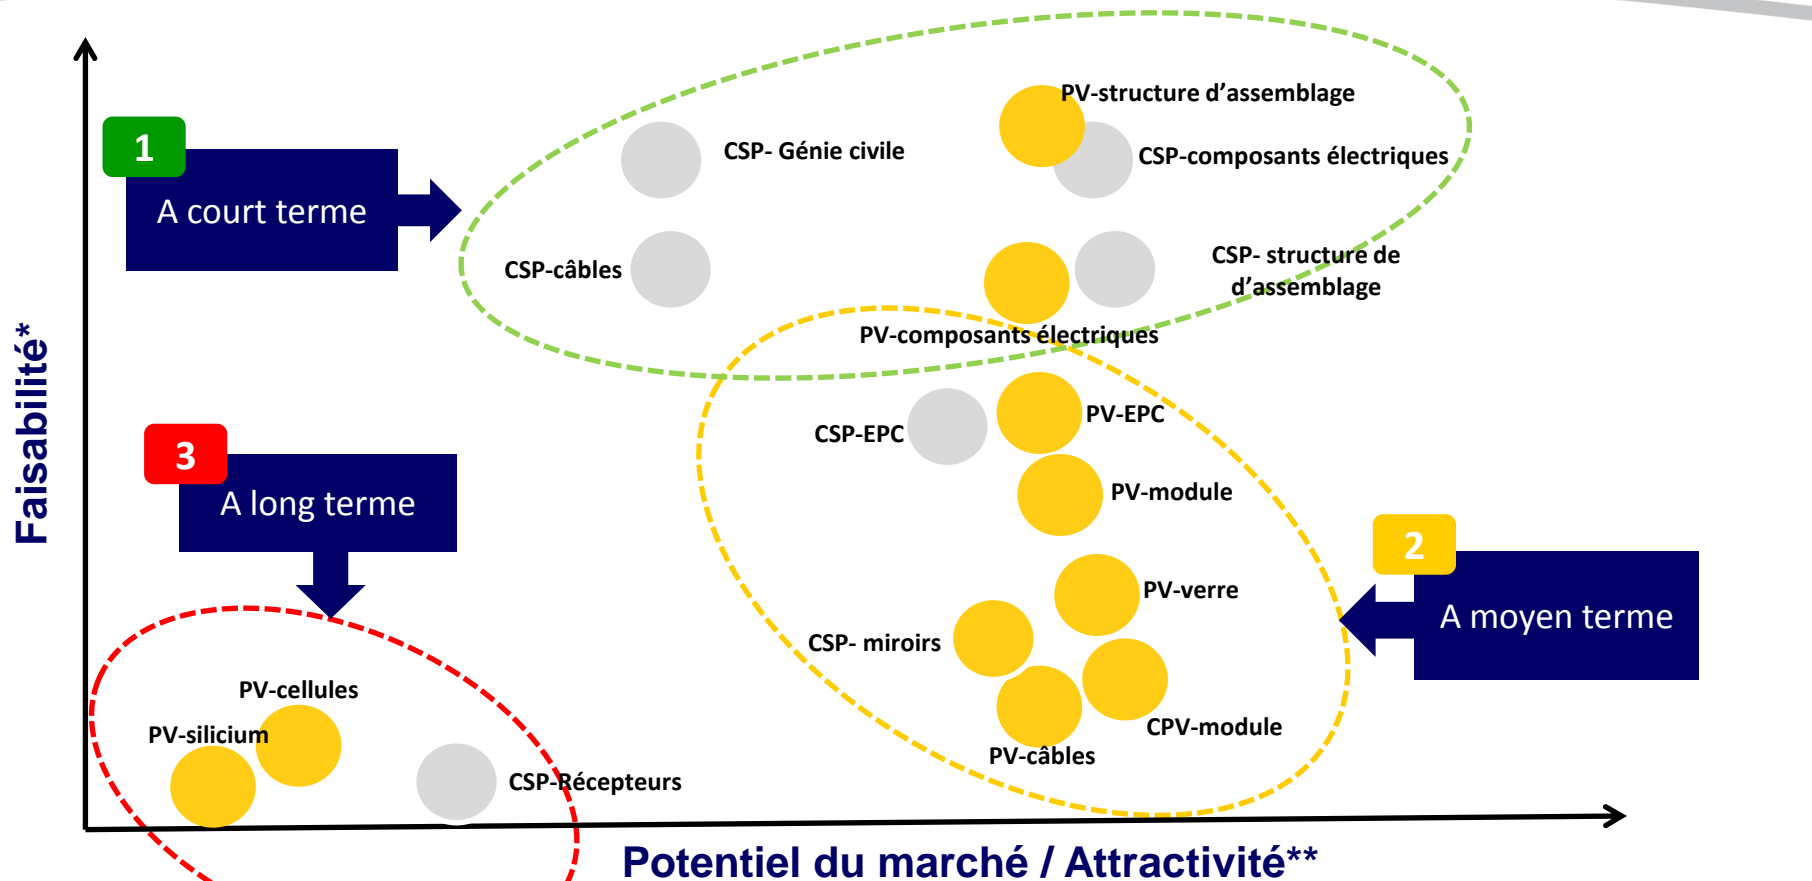 PV-structure d’assemblage
1
CSP- Génie civile
CSP-composants électriques
A court terme
CSP-câbles
CSP- structure de
d’assemblage
PV-composants électriques
Faisabilité*
PV-EPC
CSP-EPC
3
A long terme
PV-module
2
PV-verre
A moyen terme
CSP- miroirs
PV-cellules
PV-silicium
CPV-module
PV-câbles
CSP-Récepteurs
Potentiel du marché / Attractivité**